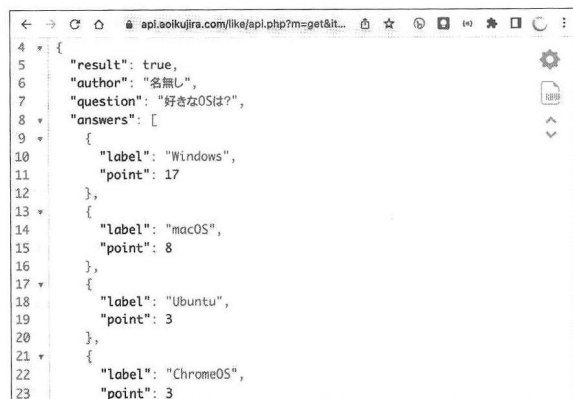 api.aoikujira.com/like/api.php?m=get&it...
4 {
5 "result": true,
6 "author": "名無し",
7 "question": "好きなOSは?",
8 "answers": [
9 {
10 "label": "Windows",
11 "point": 17
12 },
13 {
14 "label": "macOS",
15 "point": 8
16 },
17 {
18 "label": "Ubuntu",
19 "point": 3
20 },
21 {
22 "label": "ChromeOS",
23 "point": 3